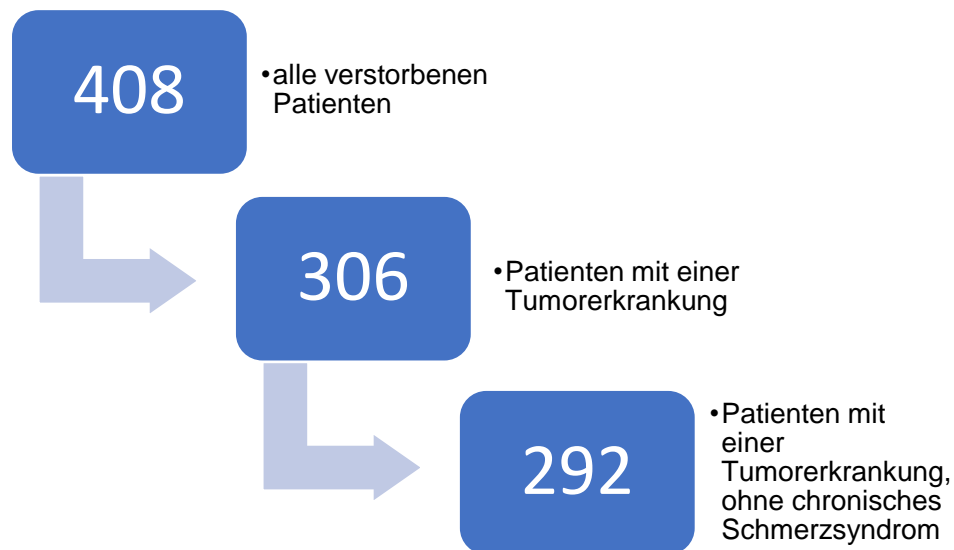 408
•alle verstorbenen
Patienten
306
•Patienten mit einer
Tumorerkrankung
292
•Patienten mit
einer
Tumorerkrankung,
ohne chronisches
Schmerzsyndrom